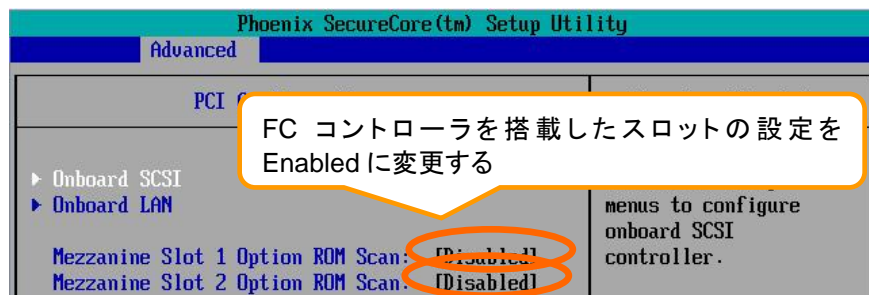 Phoenix SecureCore(tm) Setup Utility
Advanced
PCI
FC コントローラを搭載したスロットの設定を
Enabled に変更する
Onboard SCSI
Onboard LAN
Mezzanine Slot 1 Option ROM Scan: [Disabled]
Mezzanine Slot 2 Option ROM Scan: [Disabled]
menus to configure
onboard SCSI
controller.